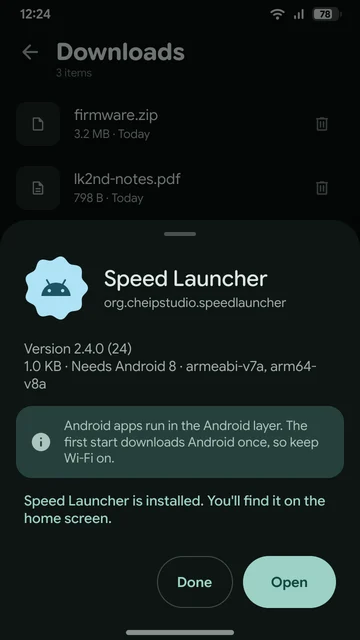 12:24
78
Downloads
3 items
firmware.zip
3.2 MB · Today
lk2nd-notes.pdf
798 B · Today
Speed Launcher
org.cheipstudio.speedlauncher
Version 2.4.0 (24)
1.0 KB · Needs Android 8 · armeabi-v7a, arm64-
v8a
Android apps run in the Android layer. The
first start downloads Android once, so keep
Wi-Fi on.
Speed Launcher is installed. You'll find it on the
home screen.
Done
Open